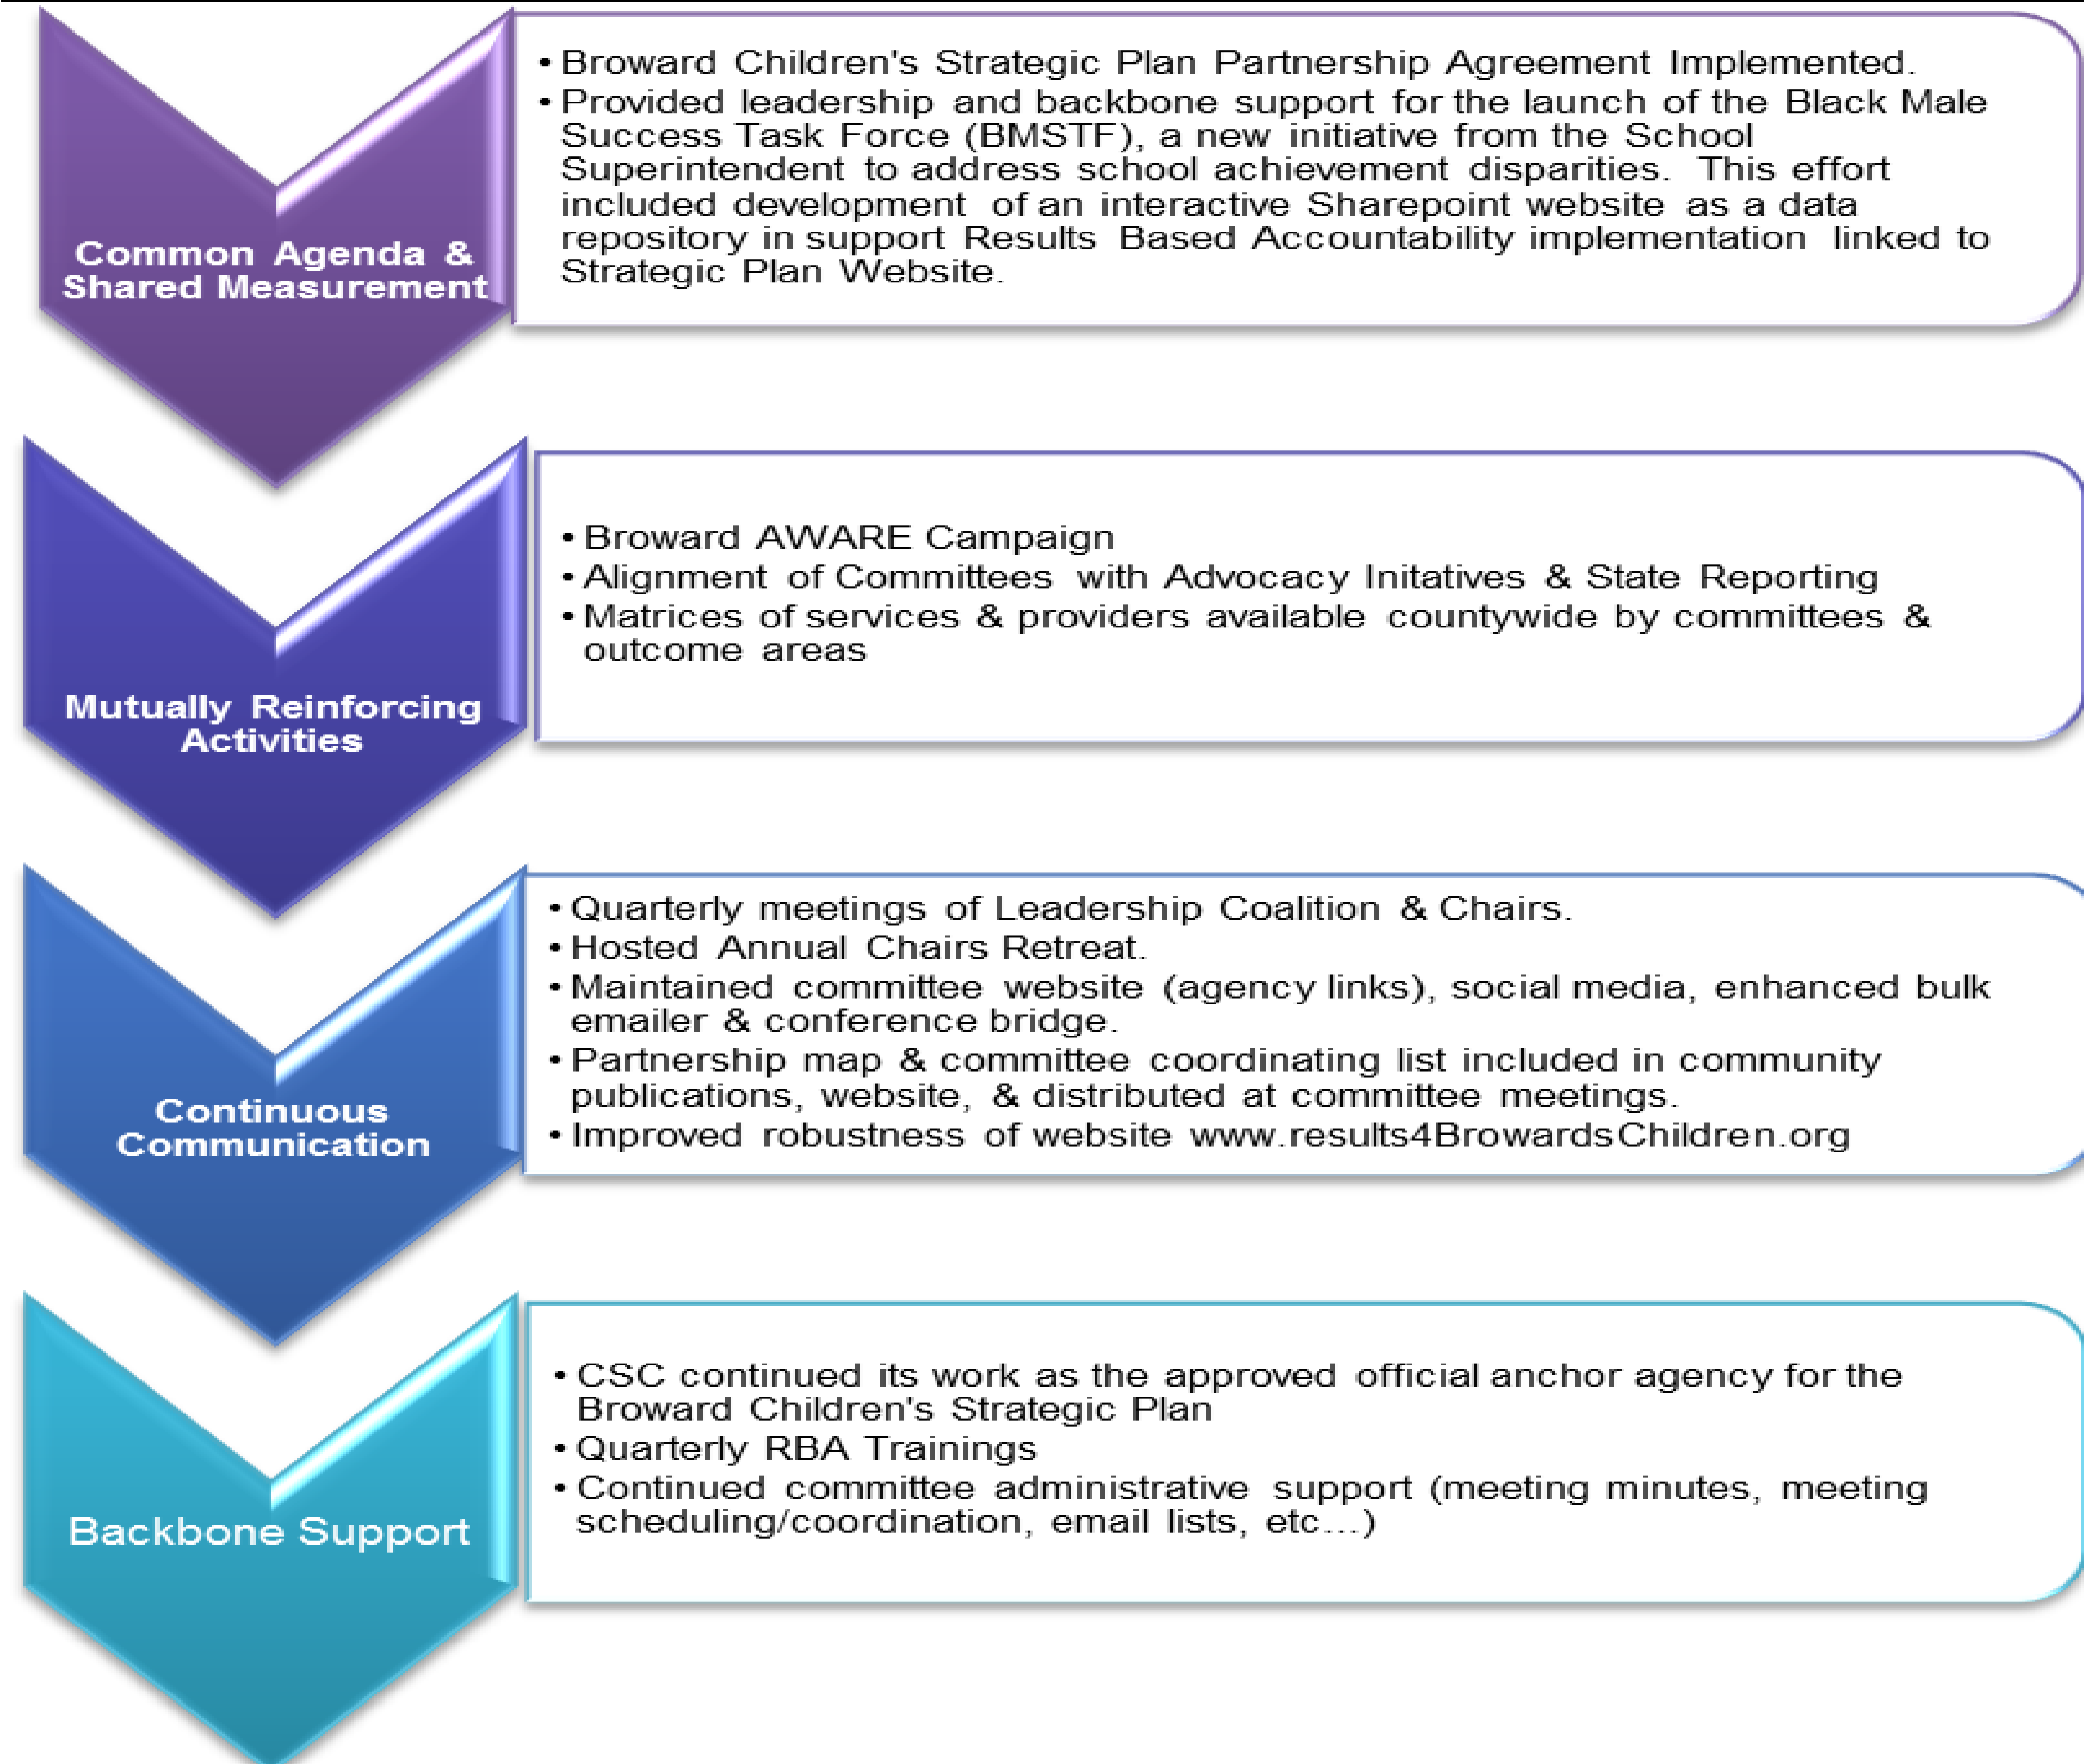 Common Agenda &
Shared Measurement
• Broward Children's Strategic Plan Partnership Agreement Implemented.
• Provided leadership and backbone support for the launch of the Black Male
Success Task Force (BMSTF), a new initiative from the School
Superintendent to address school achievement disparities. This effort
included development of an interactive Sharepoint website as a data
repository in support Results Based Accountability implementation linked to
Strategic Plan Website.
Mutually Reinforcing
Activities
• Broward AWARE Campaign
• Alignment of Committees with Advocacy Initatives & State Reporting
• Matrices of services & providers available countywide by committees &
outcome areas
Continuous
Communication
• Quarterly meetings of Leadership Coalition & Chairs.
• Hosted Annual Chairs Retreat.
• Maintained committee website (agency links), social media, enhanced bulk
emailer & conference bridge.
• Partnership map & committee coordinating list included in community
publications, website, & distributed at committee meetings.
• Improved robustness of website www.results4BrowardsChildren.org
Backbone Support
• CSC continued its work as the approved official anchor agency for the
Broward Children's Strategic Plan
• Quarterly RBA Trainings
• Continued committee administrative support (meeting minutes, meeting
scheduling/coordination, email lists, etc...)